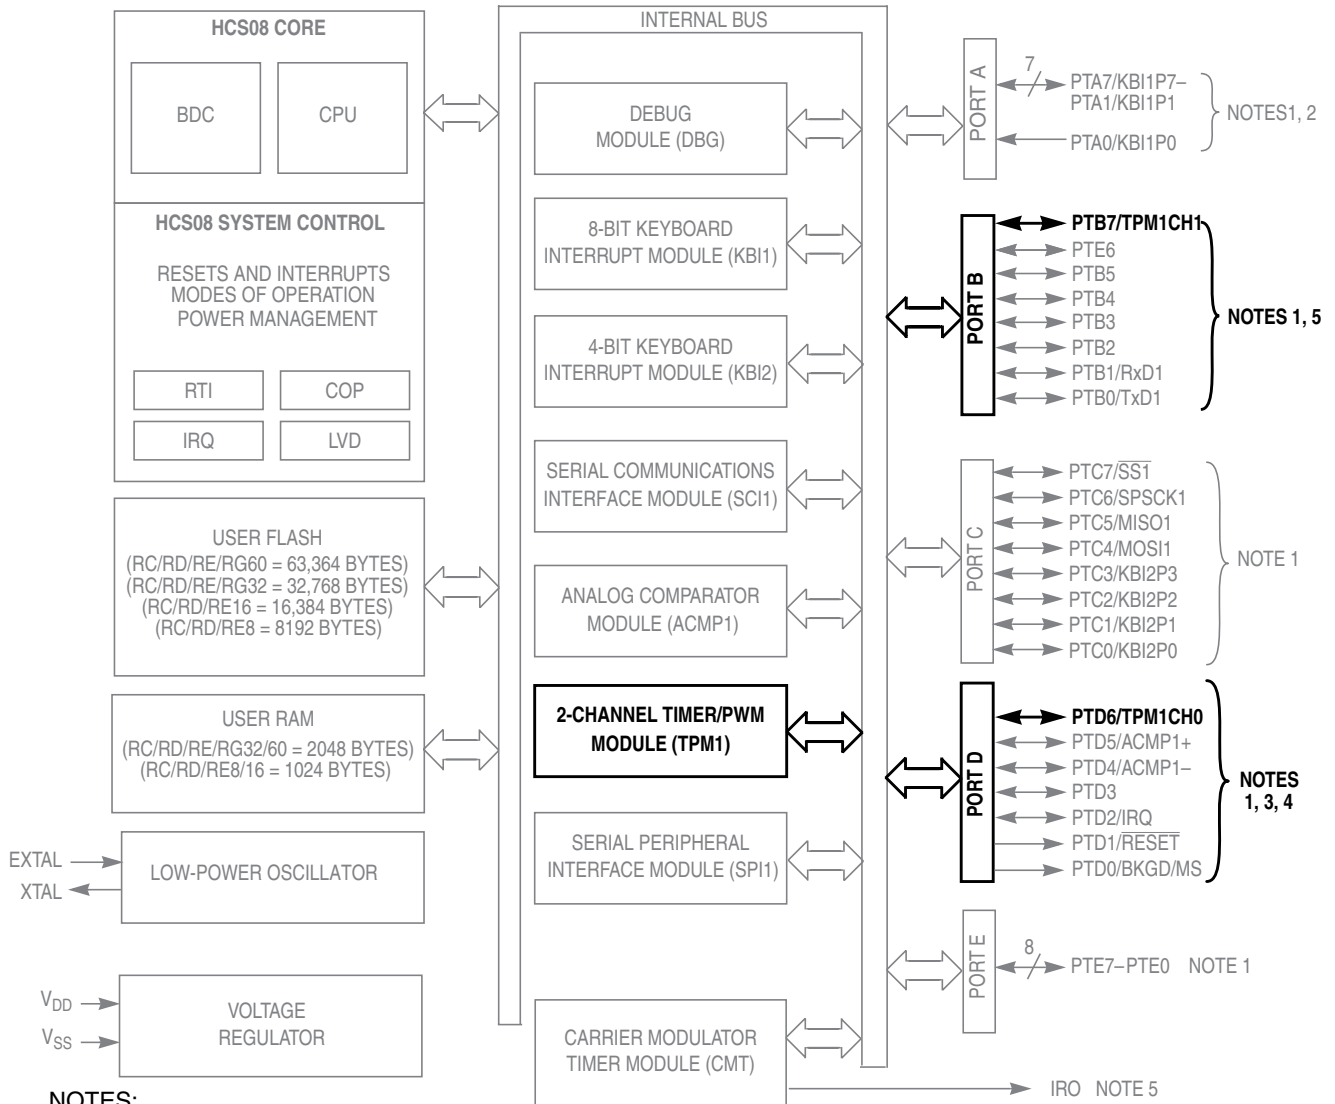 HCS08 CORE
BDC
CPU
HCS08 SYSTEM CONTROL
RESETS AND INTERRUPTS
MODES OF OPERATION
POWER MANAGEMENT
RTI
COP
IRQ
LVD
USER FLASH
(RC/RD/RE/RG60 = 63,364 BYTES)
(RC/RD/RE/RG32 = 32,768 BYTES)
(RC/RD/RE16 = 16,384 BYTES)
(RC/RD/RE8 = 8192 BYTES)
USER RAM
(RC/RD/RE/RG32/60 = 2048 BYTES)
(RC/RD/RE8/16 = 1024 BYTES)
EXTAL
XTAL
LOW-POWER OSCILLATOR
VDD
VSS
VOLTAGE
REGULATOR
INTERNAL BUS
DEBUG
MODULE (DBG)
8-BIT KEYBOARD
INTERRUPT MODULE (KBI1)
4-BIT KEYBOARD
INTERRUPT MODULE (KBI2)
SERIAL COMMUNICATIONS
INTERFACE MODULE (SCI1)
ANALOG COMPARATOR
MODULE (ACMP1)
2-CHANNEL TIMER/PWM
MODULE (TPM1)
SERIAL PERIPHERAL
INTERFACE MODULE (SPI1)
CARRIER MODULATOR
TIMER MODULE (CMT)
PORT A
7
PTA7/KBI1P7–
PTA1/KBI1P1
PTA0/KBI1P0
NOTES1, 2
PORT B
PTB7/TPM1CH1
PTE6
PTB5
PTB4
PTB3
PTB2
PTB1/RxD1
PTB0/TxD1
NOTES 1, 5
PORT C
PTC7/SS1
PTC6/SPSCK1
PTC5/MISO1
PTC4/MOSI1
PTC3/KBI2P3
PTC2/KBI2P2
PTC1/KBI2P1
PTC0/KBI2P0
NOTE 1
PORT D
PTD6/TPM1CH0
PTD5/ACMP1+
PTD4/ACMP1–
PTD3
PTD2/IRQ
PTD1/RESET
PTD0/BKGD/MS
NOTES
1, 3, 4
PORT E
8
PTE7–PTE0 NOTE 1
IRO NOTE 5
NOTES: